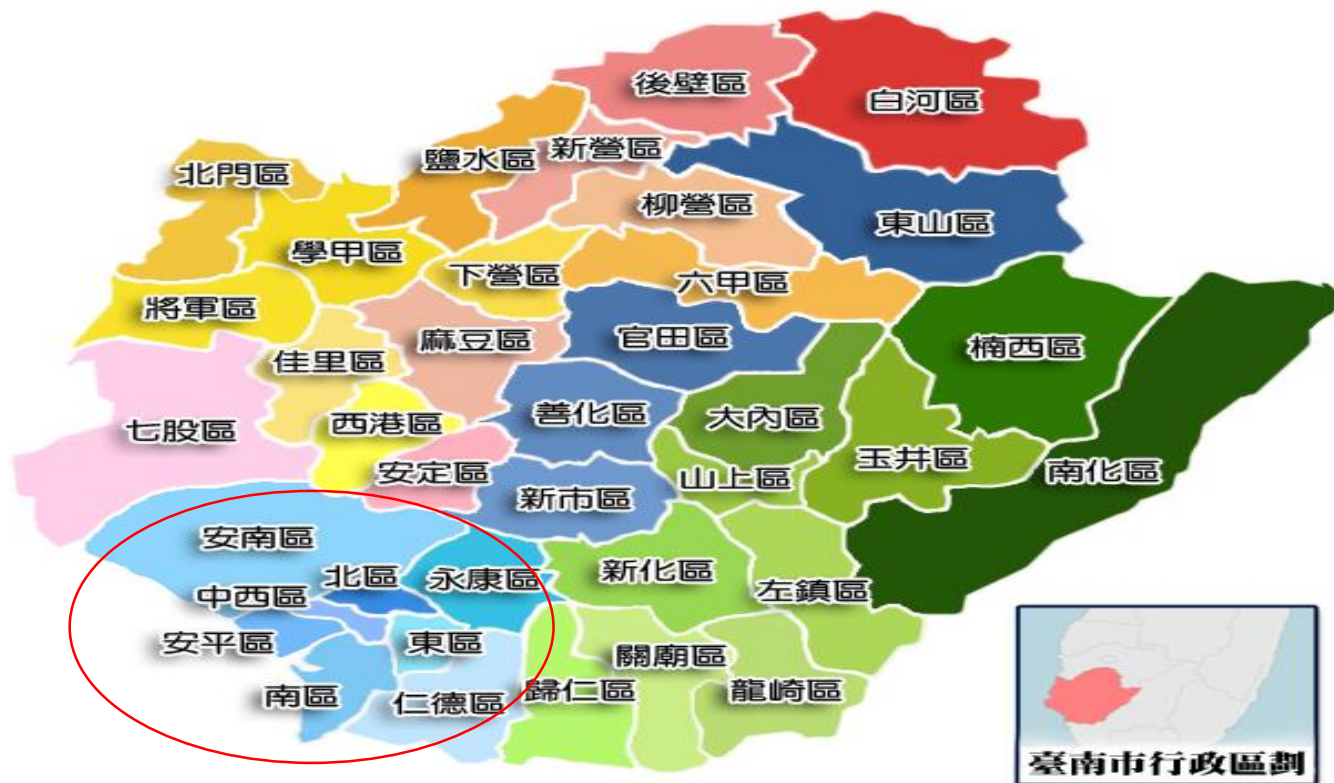 後壁區
白河區
新營區
鹽水區
北門區
柳營區
東山區
學甲區
下營區
六甲區
將軍區
麻豆區
官田區
楠西區
佳里區
善化區
大內區
七股區
西港區
玉井區
安定區
山上區
南化區
新市區
安南區
北區
永康區
新化區
左鎮區
中西區
安平區
東區
關廟區
南區
仁德區
歸仁區
龍崎區
臺南市行政區劃